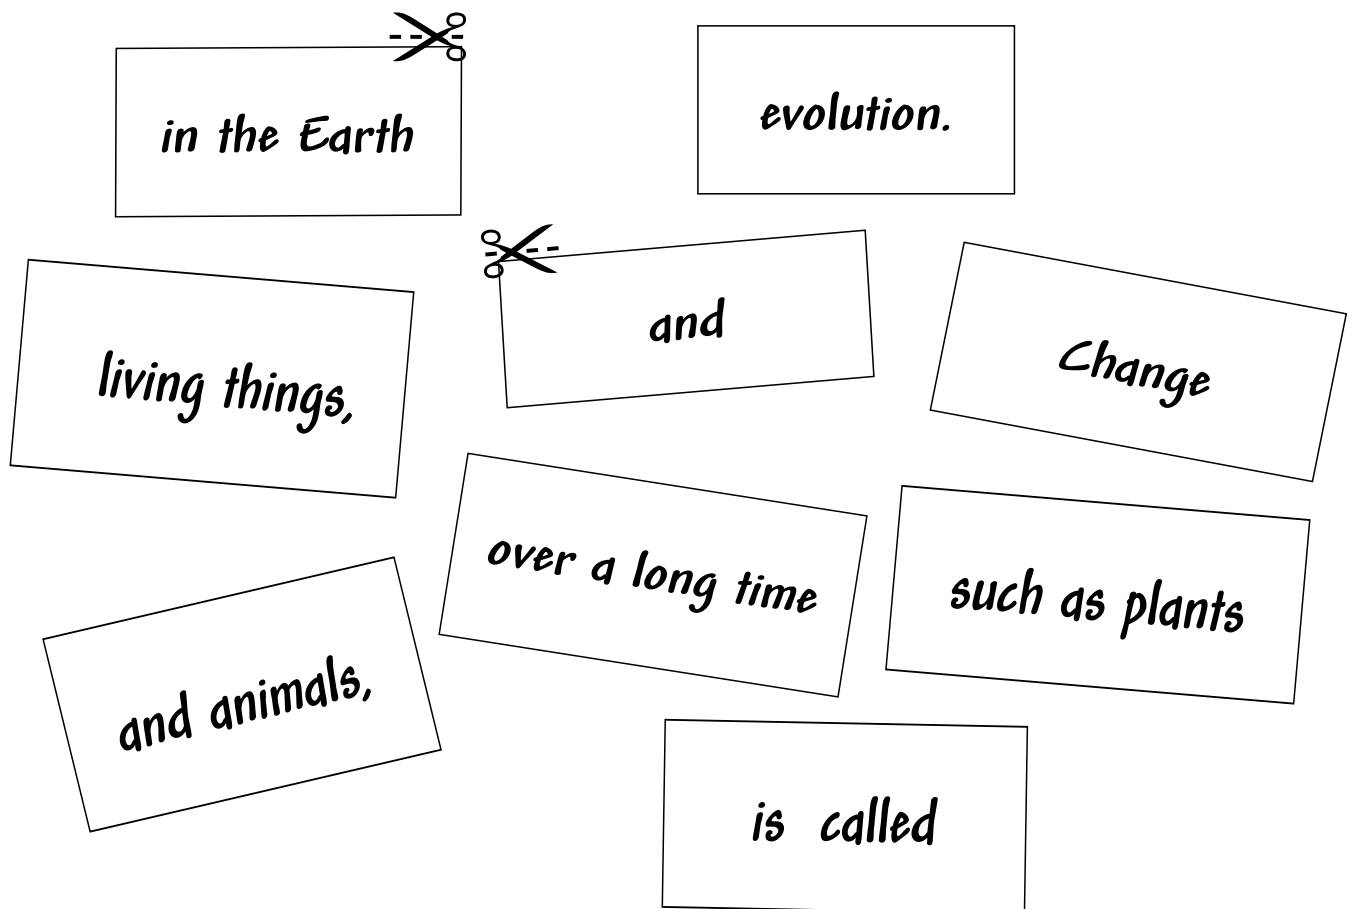 in the Earth
evolution.
living things,
and
Change
over a long time
such as plants
and animals,
is called